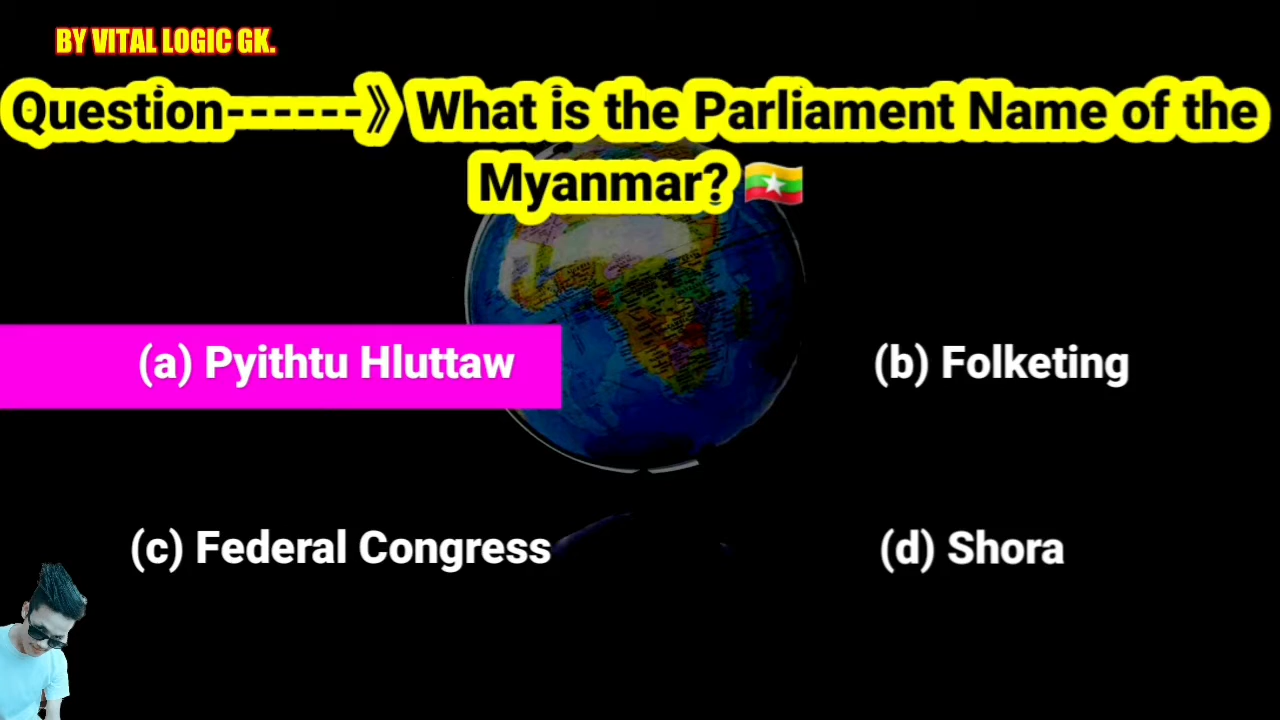 BY VITAL LOGIC GK.
Question------》What is the Parliament Name of the
Myanmar? 🇲🇲
(a) Pyithtu Hluttaw
(b) Folketing
(c) Federal Congress
(d) Shora